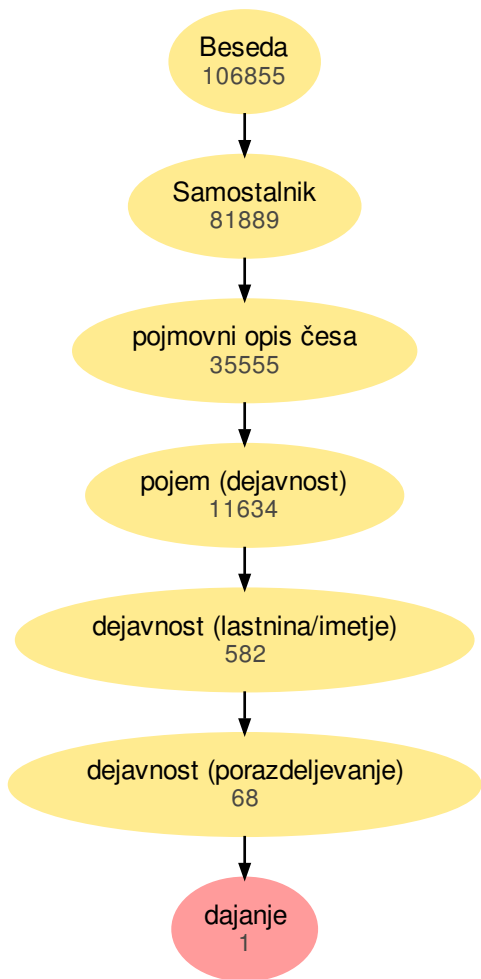 Beseda
106855
Samostalnik
81889
pojmovni opis česa
35555
pojem (dejavnost)
11634
dejavnost (lastnina/imetje)
582
dejavnost (porazdeljevanje)
68
dajanje
1